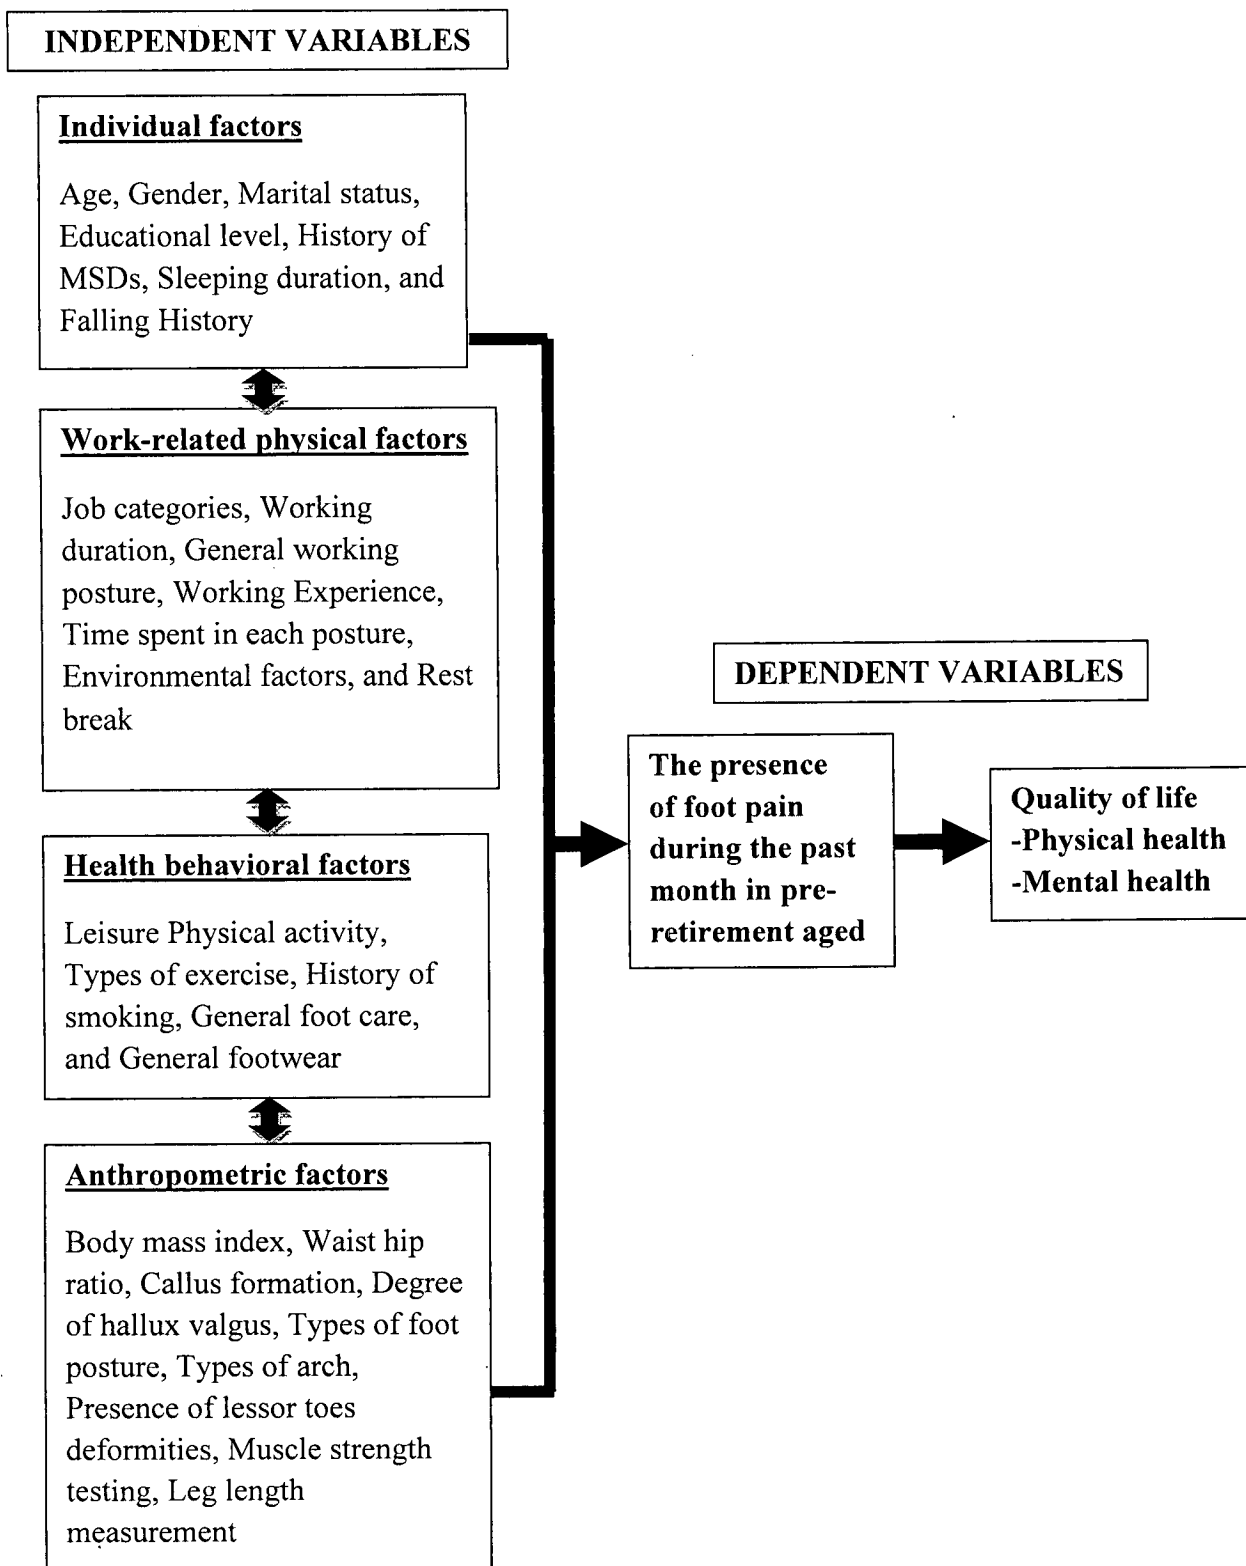 INDEPENDENT VARIABLES
Individual factors
Age, Gender, Marital status,
Educational level, History of
MSDs, Sleeping duration, and
Falling History
Work-related physical factors
Job categories, Working
duration, General working
posture, Working Experience,
Time spent in each posture,
Environmental factors, and Rest
break
Health behavioral factors
Leisure Physical activity,
Types of exercise, History of
smoking, General foot care,
and General footwear
Anthropometric factors
Body mass index, Waist hip
ratio, Callus formation, Degree
of hallux valgus, Types of foot
posture, Types of arch,
Presence of lessor toes
deformities, Muscle strength
testing, Leg length
measurement
DEPENDENT VARIABLES
The presence
of foot pain
during the past
month in pre-
retirement aged
Quality of life
-Physical health
-Mental health